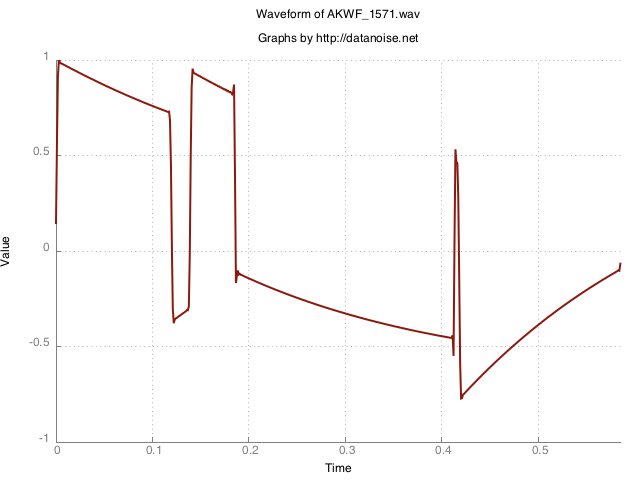 Waveform of AKWF_1571.wav
Graphs by http://datanoise.net
1
0.5
0
-0.5
-1
Value
0 0.1 0.2 0.3 0.4 0.5
Time